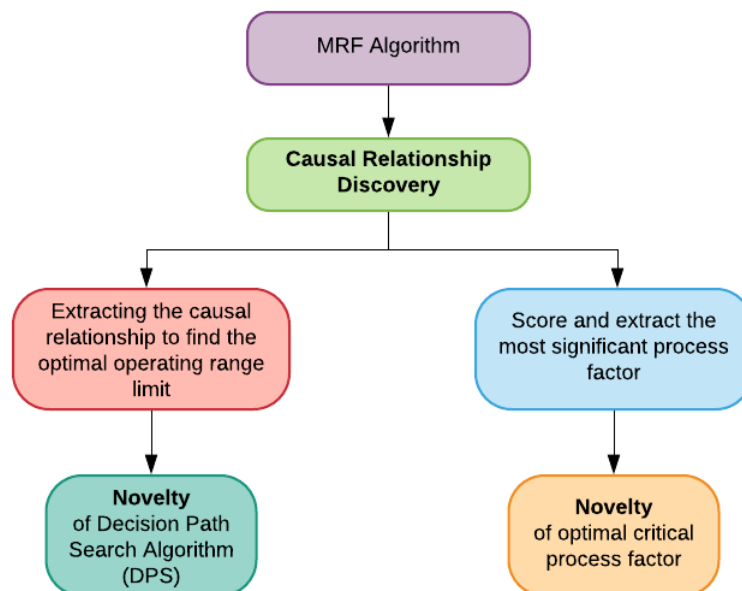 MRF Algorithm
Causal Relationship
Discovery
Extracting the causal
relationship to find the
optimal operating range
limit
Score and extract the
most significant process
factor
Novelty
of Decision Path
Search Algorithm
(DPS)
Novelty
of optimal critical
process factor